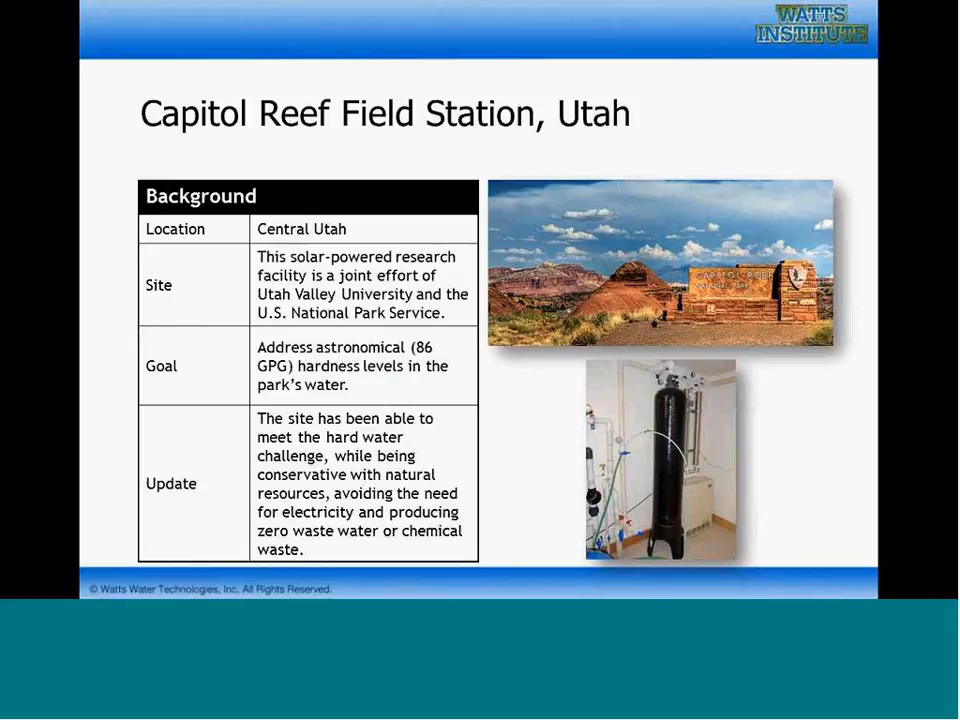 WATTS
INSTITUTE
Capitol Reef Field Station, Utah
Background
Location
Central Utah
Site
This solar-powered research
facility is a joint effort of
Utah Valley University and the
U.S. National Park Service.
Goal
Address astronomical (86
GPG) hardness levels in the
park's water.
Update
The site has been able to
meet the hard water
challenge, while being
conservative with natural
resources, avoiding the need
for electricity and producing
zero waste water or chemical
waste.
CAPITOL REEF
NATIONAL PARK
© Watts Water Technologies, Inc. All Rights Reserved.